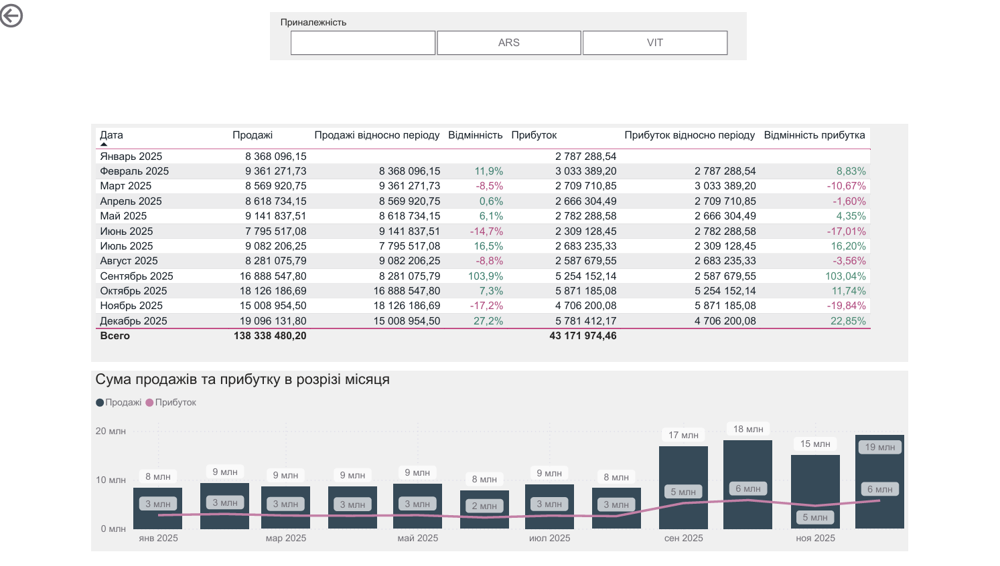 Приналежність
ARS VIT
Дата Продажі Продажі відносно періоду Відмінність Прибуток Прибуток відносно періоду Відмінність прибутка
Январь 2025 8 368 096,15 2 787 288,54
Февраль 2025 9 361 271,73 8 368 096,15 11,9% 3 033 389,20 2 787 288,54 8,83%
Март 2025 8 569 920,75 9 361 271,73 -8,5% 2 709 710,85 3 033 389,20 -10,67%
Апрель 2025 8 618 734,15 8 569 920,75 0,6% 2 666 304,49 2 709 710,85 -1,60%
Май 2025 9 141 837,51 8 618 734,15 6,1% 2 782 288,58 2 666 304,49 4,35%
Июнь 2025 7 795 517,08 9 141 837,51 -14,7% 2 309 128,45 2 782 288,58 -17,01%
Июль 2025 9 082 206,25 7 795 517,08 16,5% 2 683 235,33 2 309 128,45 16,20%
Август 2025 8 281 075,79 9 082 206,25 -8,8% 2 587 679,55 2 683 235,33 -3,56%
Сентябрь 2025 16 888 547,80 8 281 075,79 103,9% 5 254 152,14 2 587 679,55 103,04%
Октябрь 2025 18 126 186,69 16 888 547,80 7,3% 5 871 185,08 5 254 152,14 11,74%
Ноябрь 2025 15 008 954,50 18 126 186,69 -17,2% 4 706 200,08 5 871 185,08 -19,84%
Декабрь 2025 19 096 131,80 15 008 954,50 27,2% 5 781 412,17 4 706 200,08 22,85%
Всего 138 338 480,20 43 171 974,46
Сума продажів та прибутку в розрізі місяця
Продажі Прибуток
20 млн
10 млн
0 млн
8 млн 9 млн 9 млн 9 млн 9 млн 8 млн 9 млн 8 млн 17 млн 18 млн 15 млн 19 млн
3 млн 3 млн 3 млн 3 млн 3 млн 2 млн 3 млн 3 млн 5 млн 6 млн 5 млн 6 млн
янв 2025 мар 2025 май 2025 июл 2025 сен 2025 ноя 2025